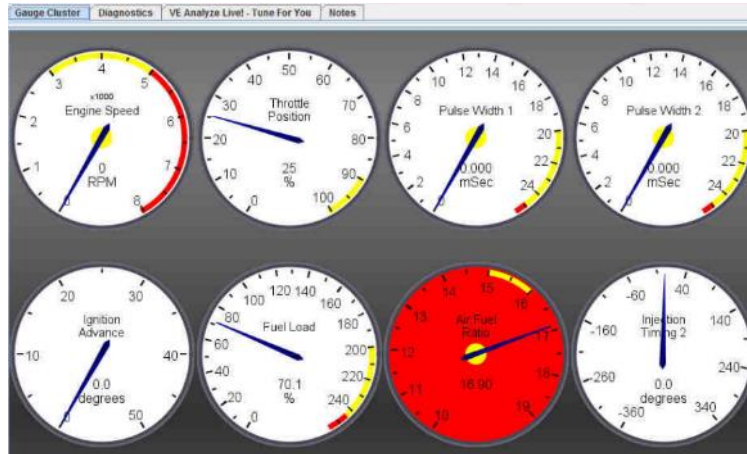 Gauge Cluster Diagnostics VE Analyze Live! - Tune For You Notes
x1000
Engine Speed
0
RPM
0 1 2 3 4 5 6 7 8
Throttle
Position
25
%
0 10 20 30 40 50 60 70 80 90 100
Pulse Width 1
0.000
mSec
0 2 4 6 8 10 12 14 16 18 20 22 24
Pulse Width 2
0.000
mSec
0 2 4 6 8 10 12 14 16 18 20 22 24
Ignition
Advance
0.0
degrees
0 10 20 30 40 50
Fuel Load
70.1
%
0 20 40 60 80 100 120 140 160 180 200 220 240
Air:Fuel
Ratio
16.90
10 11 12 13 14 15 16 17 18 19
Injection
Timing 2
0.0
degrees
-360 -260 -160 -60 40 140 240 340